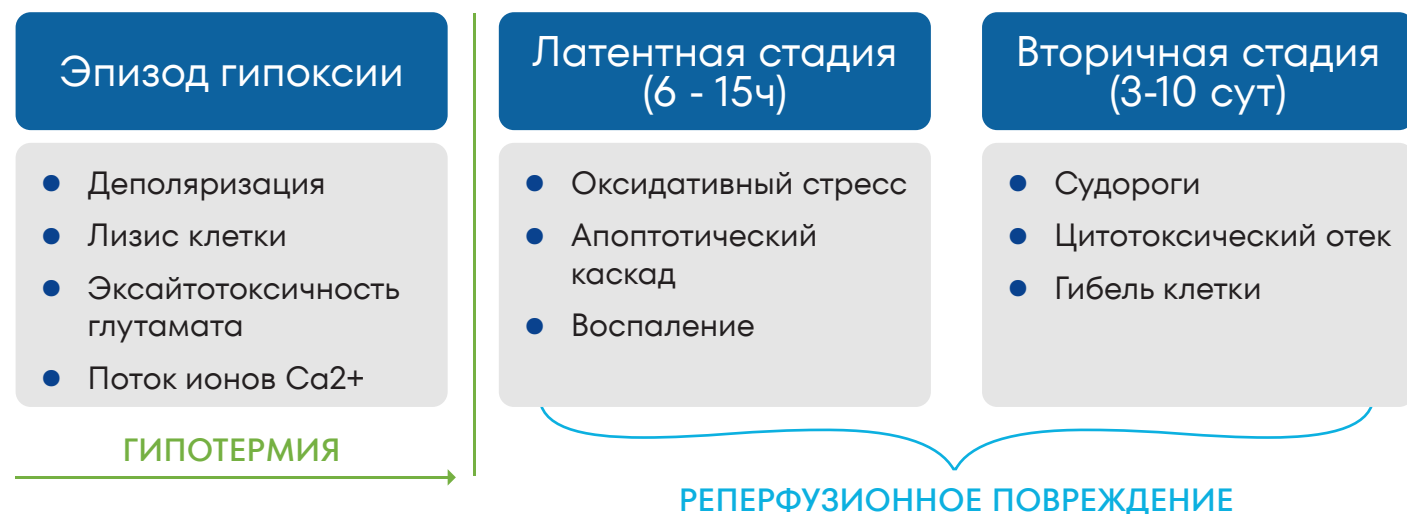 Эпизод гипоксии
Деполяризация
Лизис клетки
Эксайтотоксичность
глутамата
Поток ионов Ca2+
ГИПОТЕРМИЯ
Латентная стадия
(6 - 15ч)
Оксидативный стресс
Апоптотический
каскад
Воспаление
Вторичная стадия
(3-10 сут)
Судороги
Цитотоксический отек
Гибель клетки
РЕПЕРФУЗИОННОЕ ПОВРЕЖДЕНИЕ